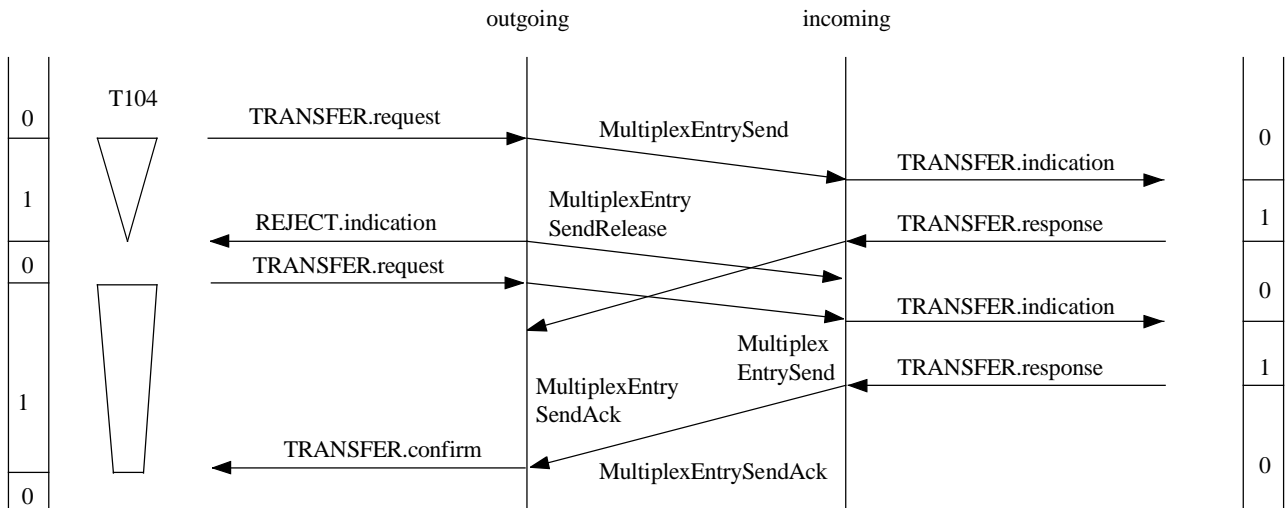 outgoing
incoming
T104
0
TRANSFER.request
MultiplexEntrySend
0
TRANSFER.indication
1
MultiplexEntry
SendRelease
REJECT.indication
TRANSFER.response
1
0
TRANSFER.request
0
TRANSFER.indication
Multiplex
EntrySend
TRANSFER.response
1
1
MultiplexEntry
SendAck
TRANSFER.confirm
MultiplexEntrySendAck
0
0